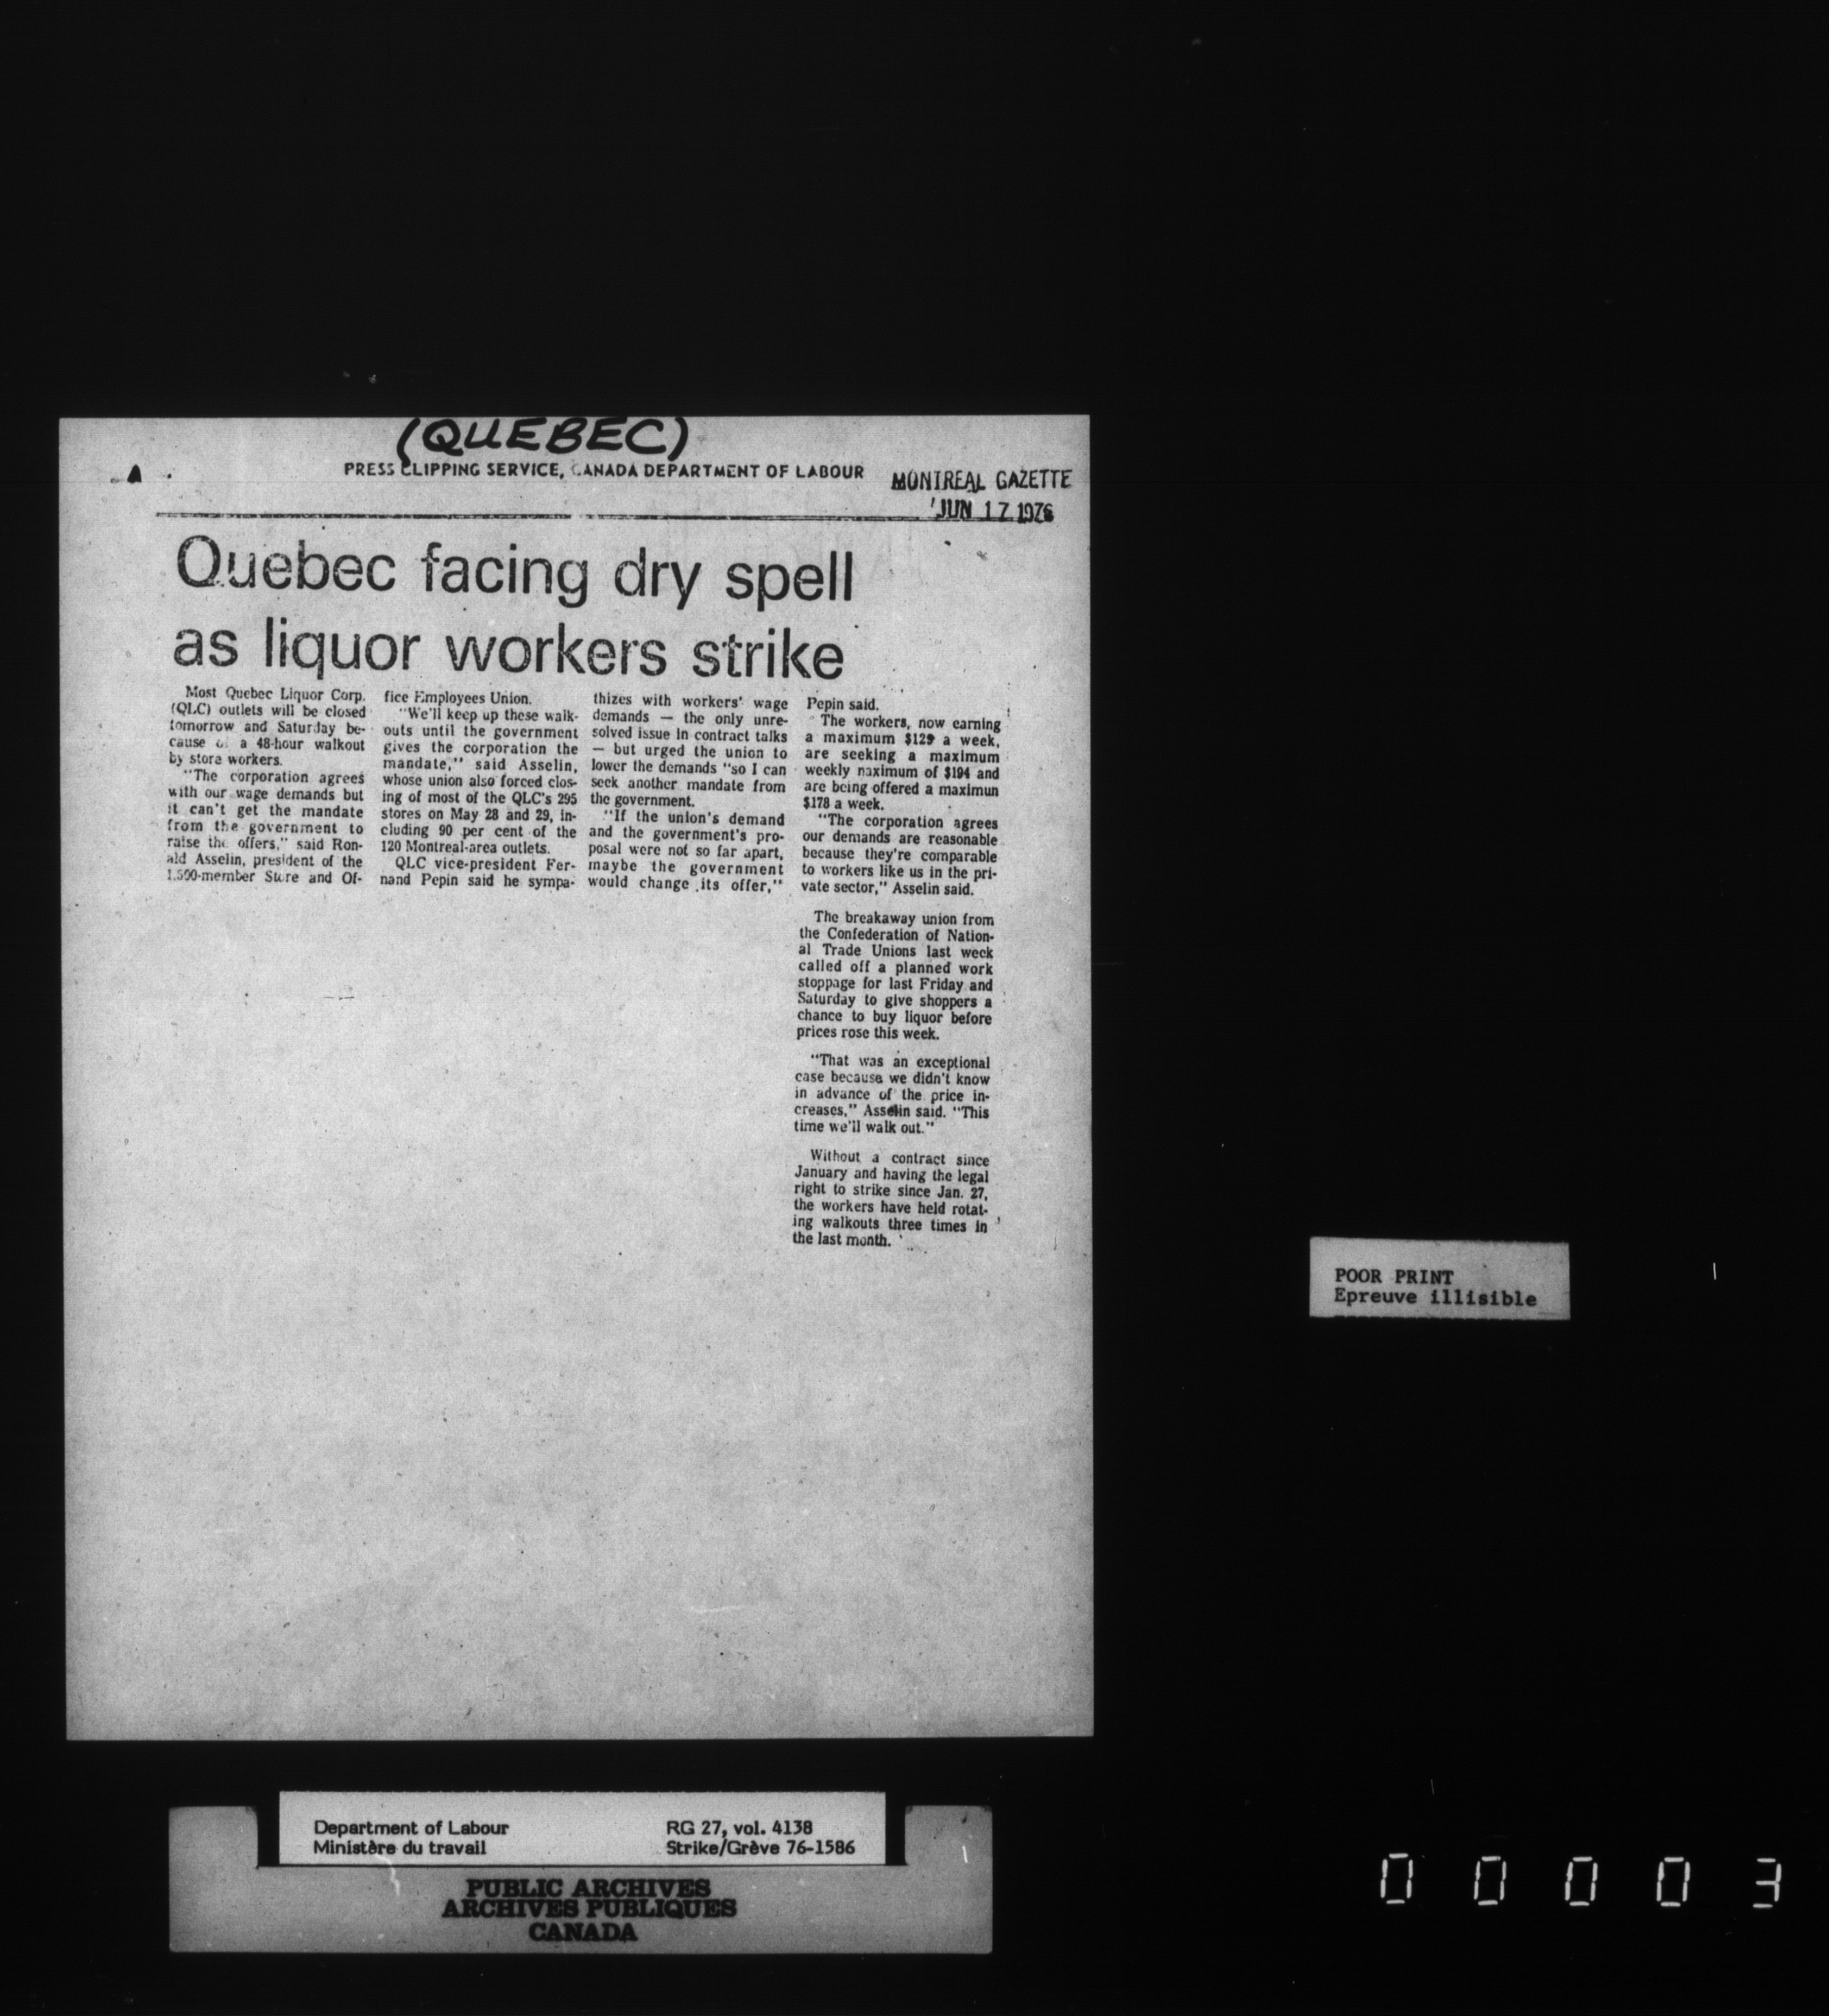 (QUEBEC)
PRESS CLIPPING SERVICE, CANADA DEPARTMENT OF LABOUR
MONTREAL GAZETTE
JUN 17 1976
Quebec facing dry spell
as liquor workers strike
Most Quebec Liquor Corp.
(QLC) outlets will be closed
tomorrow and Saturday be-
cause of a 48-hour walkout
by store workers.
"The corporation agrees
with our wage demands but
it can't get the mandate
from the government to
raise the offers," said Ron-
ald Asselin, president of the
member Store and Of-
fice Employees Union.
"We'll keep up these walk-
outs until the government
gives the corporation the
mandate," said Asselin,
whose union also forced clos-
ing of most of the QLC's 295
stores on May 28 and 29, in-
cluding 90 per cent of the
120 Montreal-area outlets.
QLC vice-president Fer-
nand Pepin said he sympa-
thizes with workers' wage
demands — the only unre-
solved issue in contract talks
— but urged the union to
lower the demands "so I can
seek another mandate from
the government.
"If the union's demand
and the government's pro-
posal were not so far apart,
maybe the government
would change its offer,"
Pepin said.
The workers, now earning
a maximum $129 a week,
are seeking a maximum
weekly naximum of $194 and
are being offered a maximun
$178 a week.
"The corporation agrees
our demands are reasonable
because they're comparable
to workers like us in the pri-
vate sector," Asselin said.
The breakaway union from
the Confederation of Nation-
al Trade Unions last week
called off a planned work
stoppage for last Friday and
Saturday to give shoppers a
chance to buy liquor before
prices rose this week.
"That was an exceptional
case because we didn't know
in advance of the price in-
creases," Asselin said. "This
time we'll walk out."
Without a contract since
January and having the legal
right to strike since Jan. 27,
the workers have held rotat-
ing walkouts three times in
the last month.
POOR PRINT
Epreuve illisible
Department of Labour RG 27, vol. 4138
Ministère du travail Strike/Grève 76-1586
PUBLIC ARCHIVES
ARCHIVES PUBLIQUES
CANADA
0 0 0 0 3